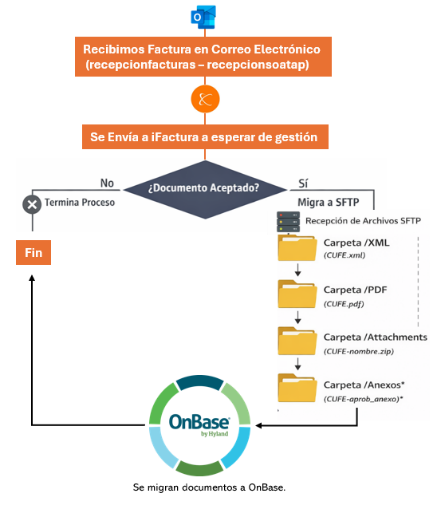 Recibimos Factura en Correo Electrónico
(recepcionfacturas – recepcionsoatap)
Se Envía a iFactura a esperar de gestión
¿Documento Aceptado?
No
Termina Proceso
Fin
Sí
Migra a SFTP
Recepción de Archivos SFTP
Carpeta /XML
(CUFE.xml)
Carpeta /PDF
(CUFE.pdf)
Carpeta /Attachments
(CUFE-nombre.zip)
Carpeta /Anexos*
(CUFE-aprob_anexo)*
OnBase®
by Hyland
Se migran documentos a OnBase.